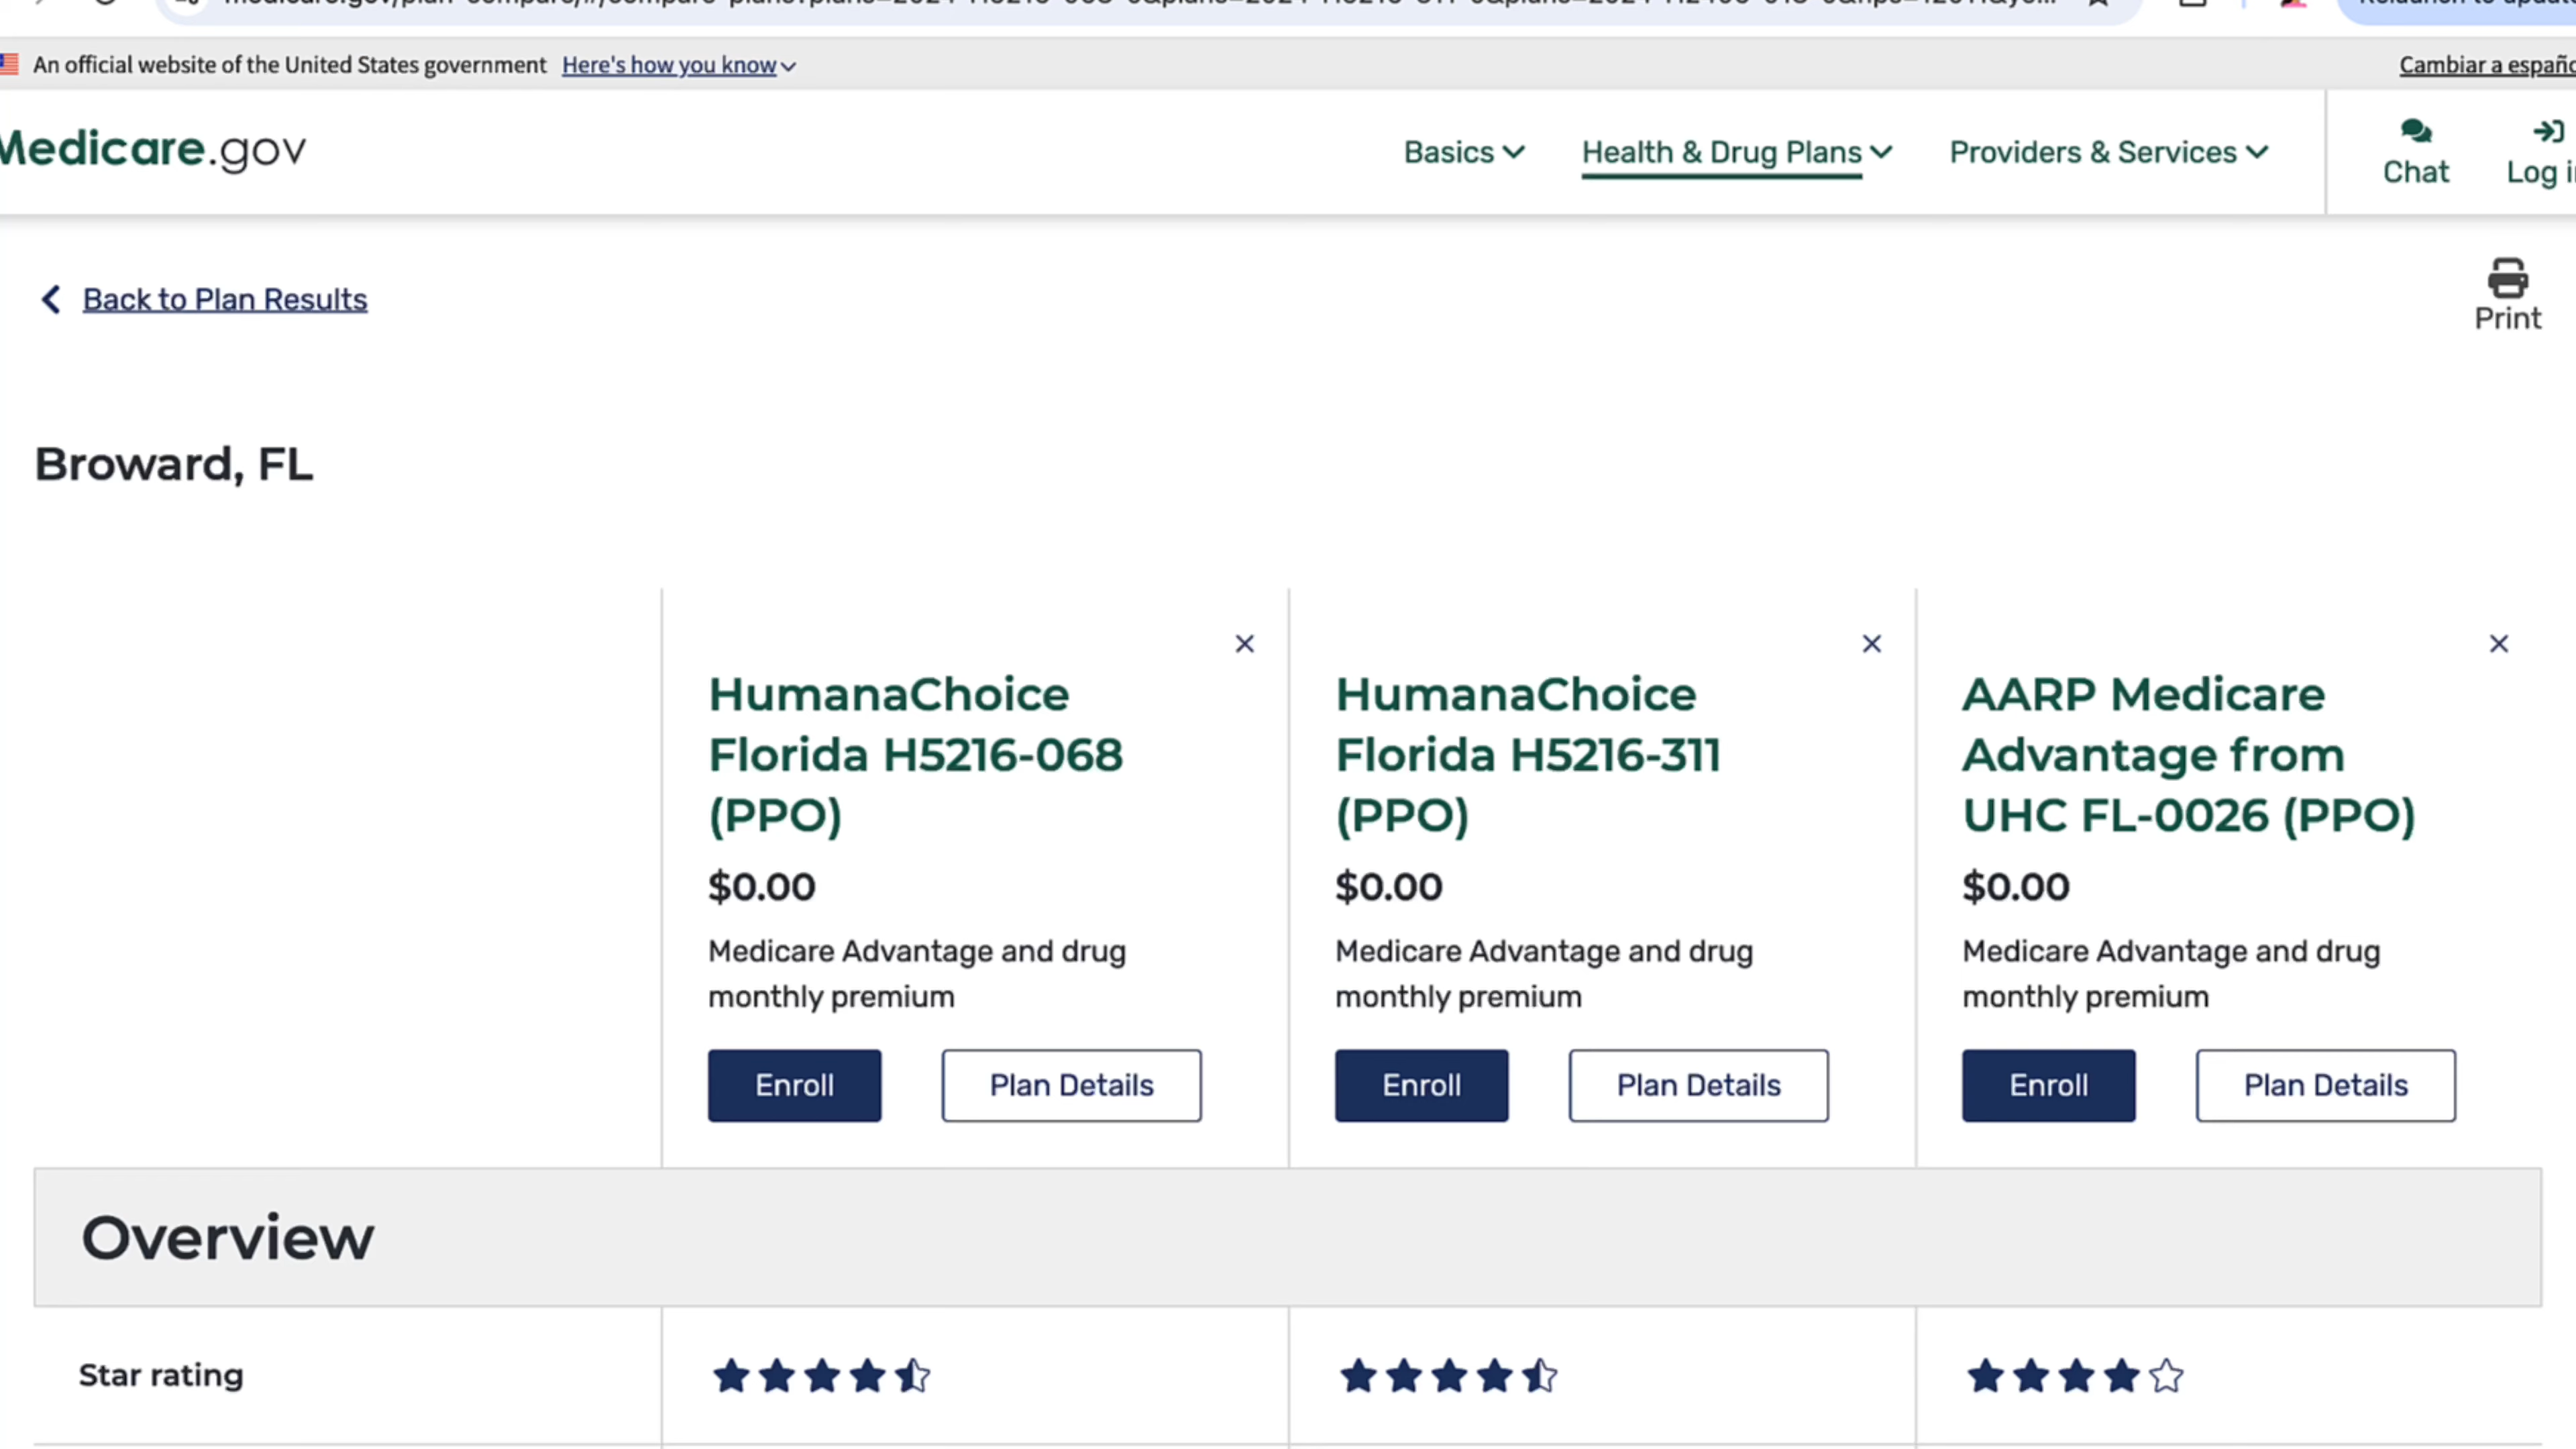 An official website of the United States government Here's how you know
Cambiar a españo
Medicare.gov
Basics Health & Drug Plans Providers & Services
Chat Log i
Back to Plan Results
Print
Broward, FL
HumanaChoice
Florida H5216-068
(PPO)
$0.00
Medicare Advantage and drug
monthly premium
Enroll Plan Details
HumanaChoice
Florida H5216-311
(PPO)
$0.00
Medicare Advantage and drug
monthly premium
Enroll Plan Details
AARP Medicare
Advantage from
UHC FL-0026 (PPO)
$0.00
Medicare Advantage and drug
monthly premium
Enroll Plan Details
Overview
Star rating